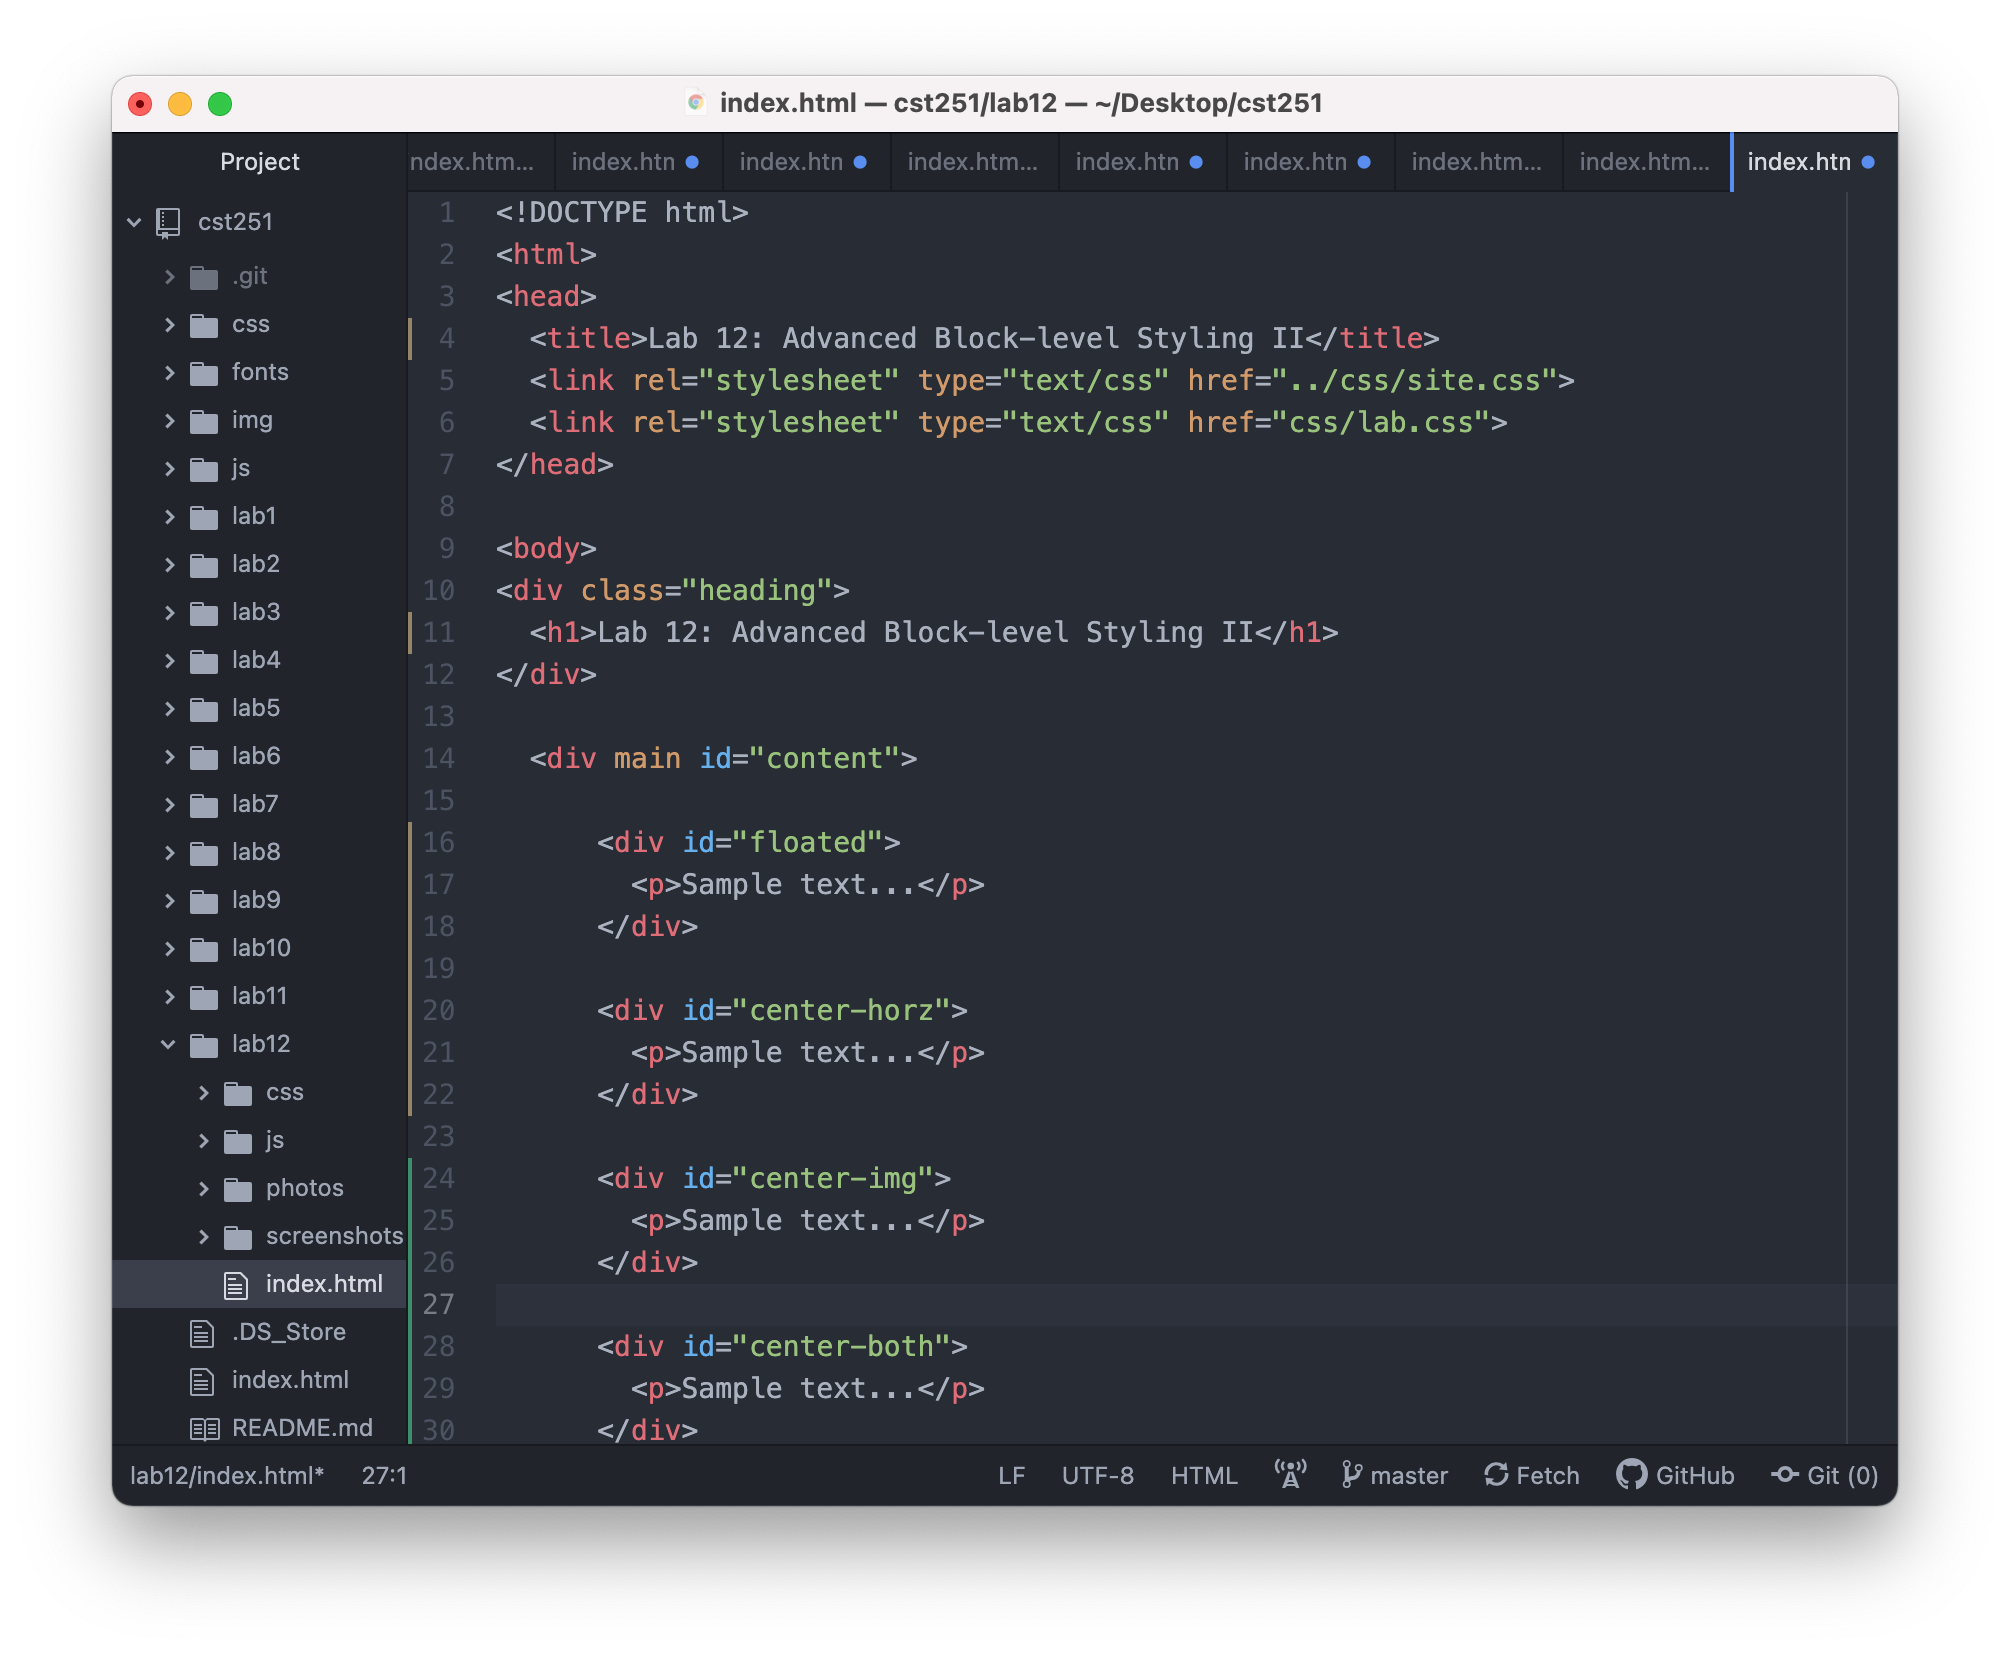 index.html — cst251/lab12 — ~/Desktop/cst251
Project
ndex.htm... index.htn index.htn index.htm... index.htn index.htn index.htm... index.htm... index.htn
cst251
.git
css
fonts
img
js
lab1
lab2
lab3
lab4
lab5
lab6
lab7
lab8
lab9
lab10
lab11
lab12
css
js
photos
screenshots
index.html
.DS_Store
index.html
README.md
1 <!DOCTYPE html>
2 <html>
3 <head>
4 <title>Lab 12: Advanced Block-level Styling II</title>
5 <link rel="stylesheet" type="text/css" href="../css/site.css">
6 <link rel="stylesheet" type="text/css" href="css/lab.css">
7 </head>
8
9 <body>
10 <div class="heading">
11 <h1>Lab 12: Advanced Block-level Styling II</h1>
12 </div>
13
14 <div main id="content">
15
16 <div id="floated">
17 <p>Sample text...</p>
18 </div>
19
20 <div id="center-horz">
21 <p>Sample text...</p>
22 </div>
23
24 <div id="center-img">
25 <p>Sample text...</p>
26 </div>
27
28 <div id="center-both">
29 <p>Sample text...</p>
30 </div>
lab12/index.html* 27:1 LF UTF-8 HTML master Fetch GitHub Git (0)